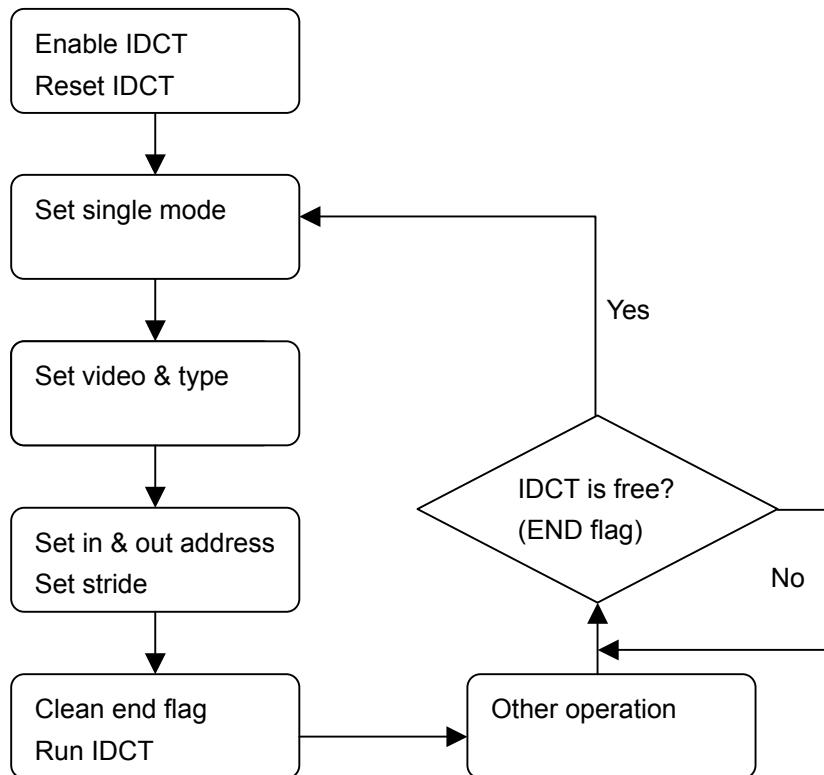 Enable IDCT
Reset IDCT
Set single mode
Yes
Set video & type
IDCT is free?
(END flag)
Set in & out address
Set stride
No
Clean end flag
Run IDCT
Other operation